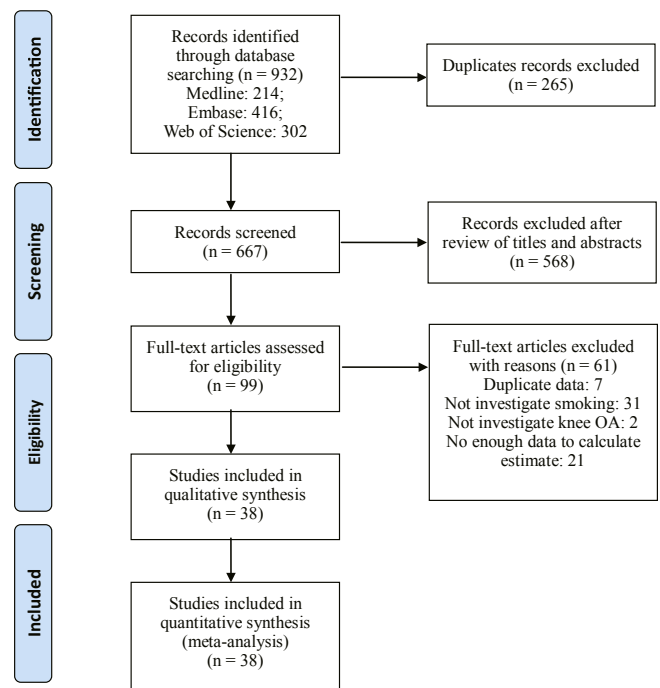 Identification
Records identified
through database
searching (n = 932)
Medline: 214;
Embase: 416;
Web of Science: 302
Duplicates records excluded
(n = 265)
Screening
Records screened
(n = 667)
Records excluded after
review of titles and abstracts
(n = 568)
Eligibility
Full-text articles assessed
for eligibility
(n = 99)
Full-text articles excluded
with reasons (n = 61)
Duplicate data: 7
Not investigate smoking: 31
Not investigate knee OA: 2
No enough data to calculate
estimate: 21
Studies included in
qualitative synthesis
(n = 38)
Included
Studies included in
quantitative synthesis
(meta-analysis)
(n = 38)